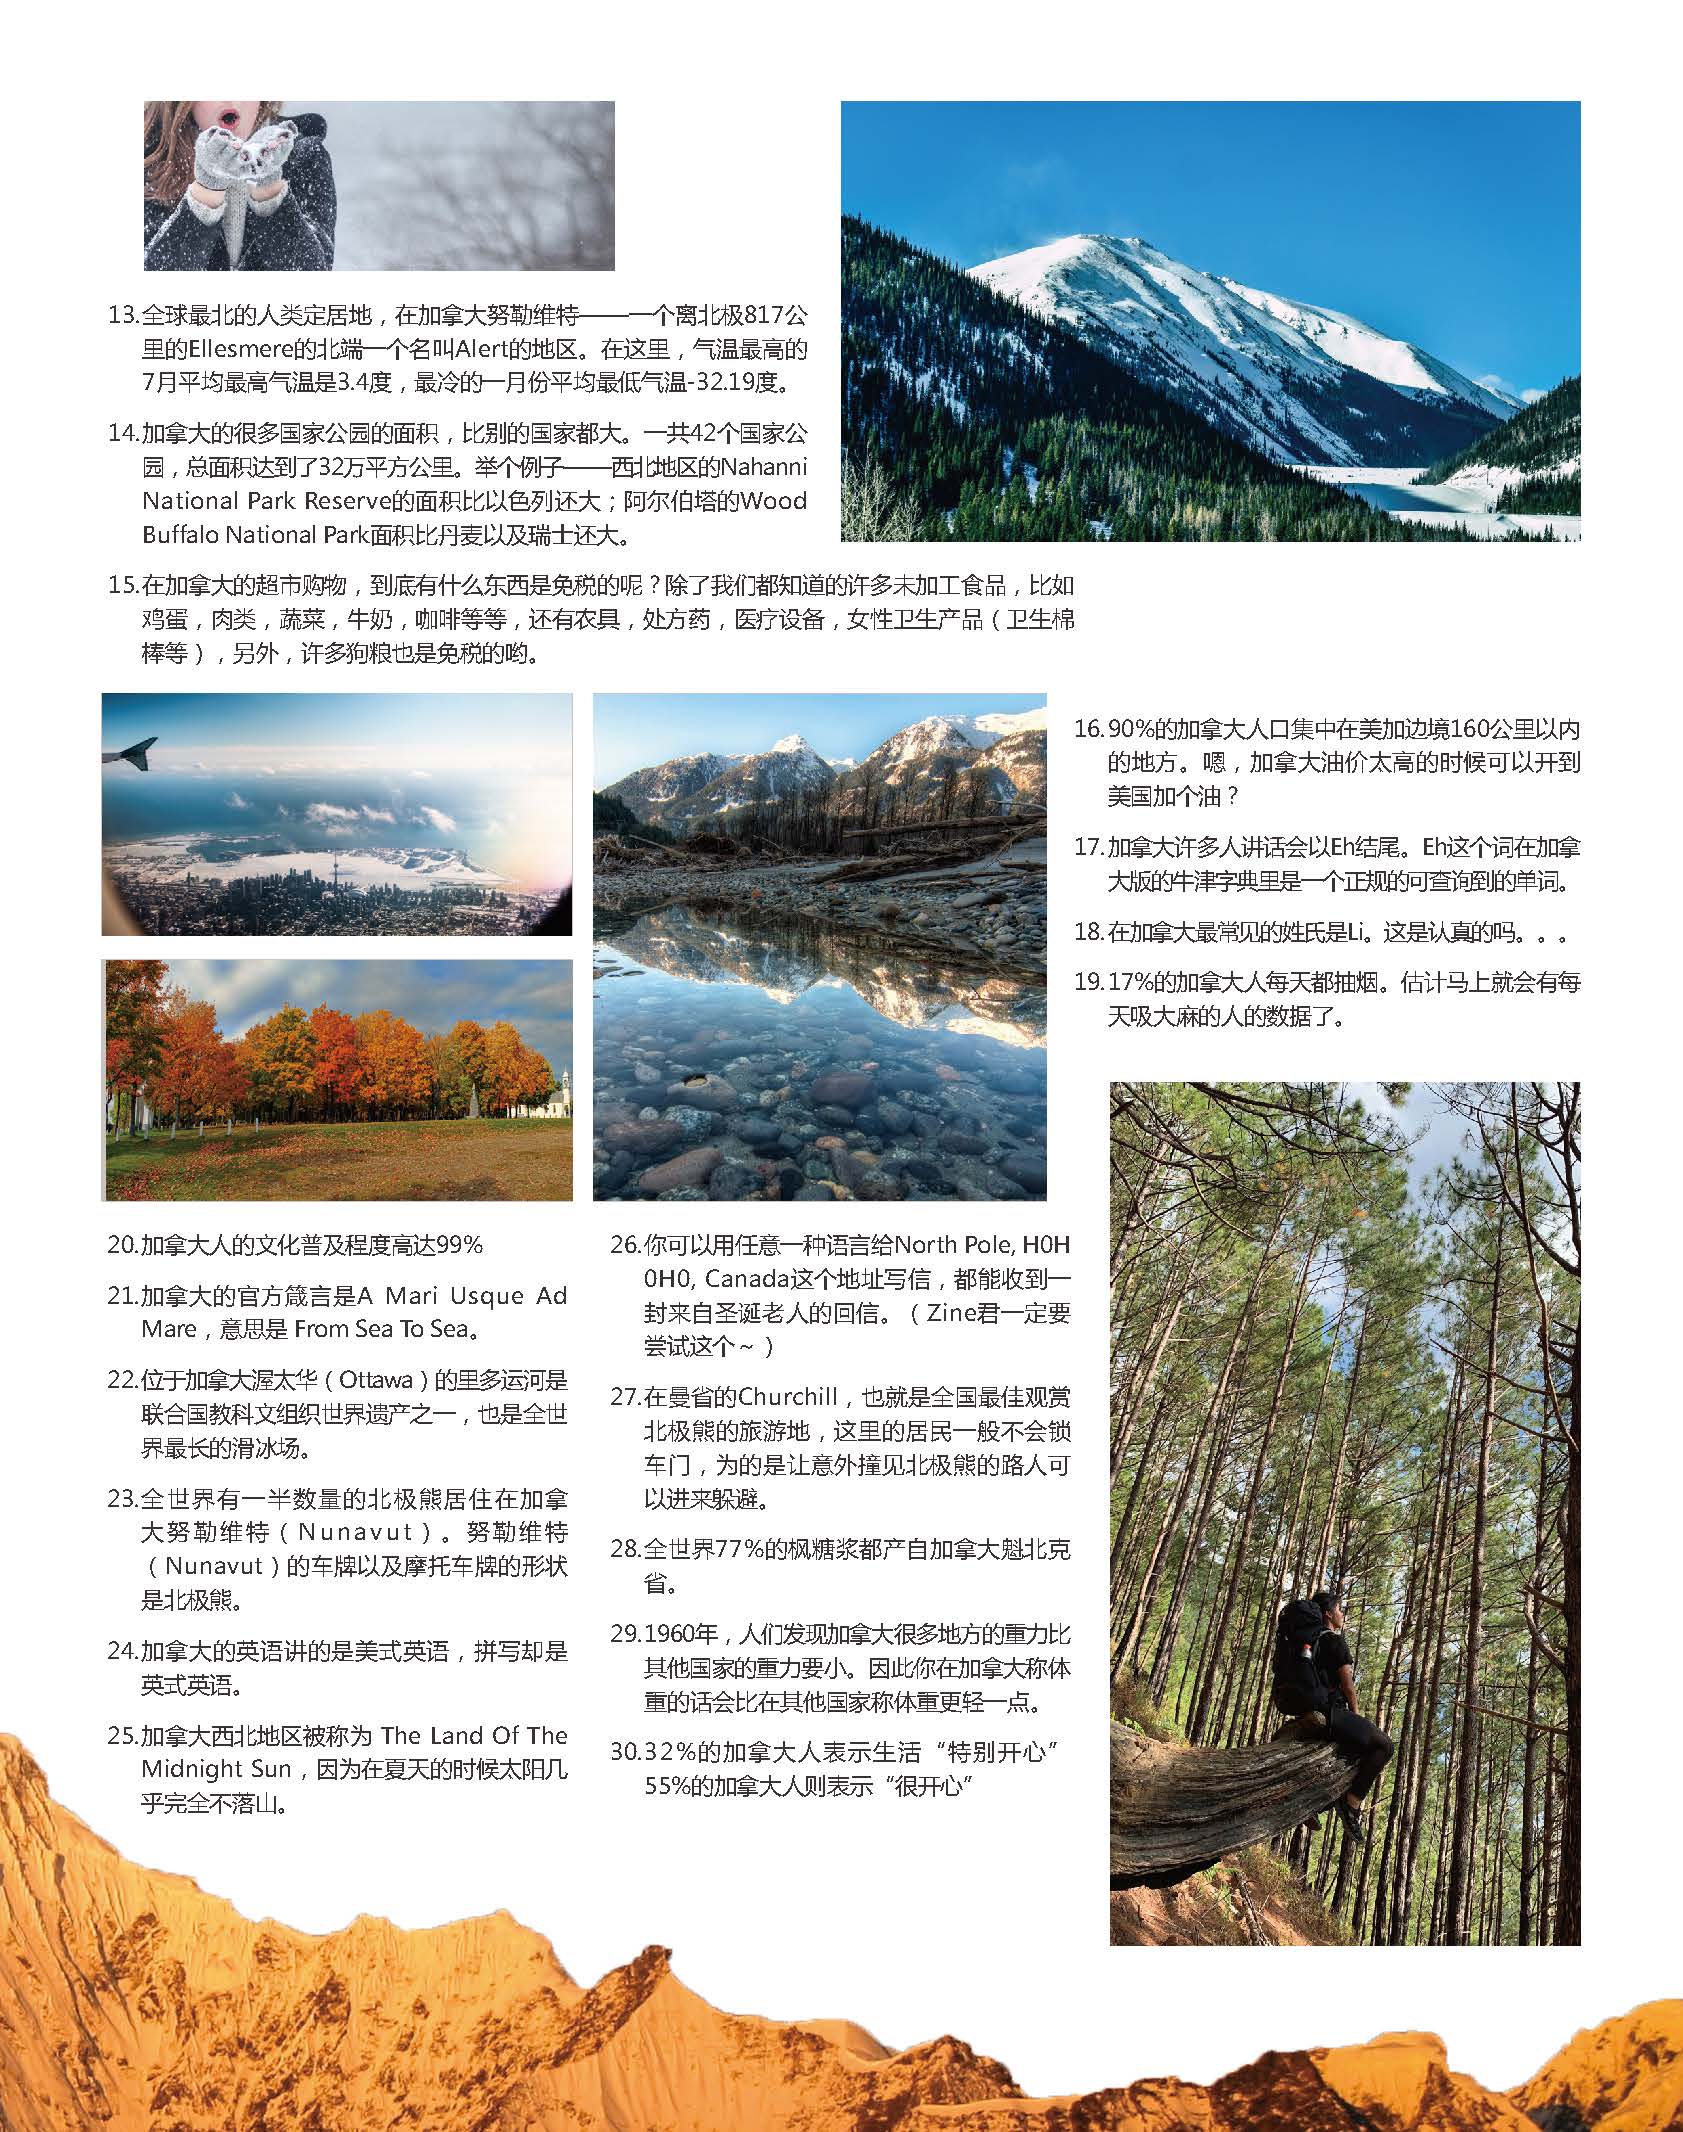 13.全球最北的人类定居地，在加拿大努勒维特——一个离北极817公
里的Ellesmere的北端一个名叫Alert的地区。在这里，气温最高的
7月平均最高气温是3.4度，最冷的一月份平均最低气温-32.19度。
14.加拿大的很多国家公园的面积，比别的国家都大。一共42个国家公
园，总面积达到了32万平方公里。举个例子——西北地区的Nahanni
National Park Reserve的面积比以色列还大；阿尔伯塔的Wood
Buffalo National Park面积比丹麦以及瑞士还大。
15.在加拿大的超市购物，到底有什么东西是免税的呢？除了我们都知道的许多未加工食品，比如
鸡蛋，肉类，蔬菜，牛奶，咖啡等等，还有农具，处方药，医疗设备，女性卫生产品（卫生棉
棒等），另外，许多狗粮也是免税的哟。
16.90%的加拿大人口集中在美加边境160公里以内
的地方。嗯，加拿大油价太高的时候可以开到
美国加个油？
17.加拿大许多人讲话会以Eh结尾。Eh这个词在加拿
大版的牛津字典里是一个正规的可查询到的单词。
18.在加拿大最常见的姓氏是Li。这是认真的吗。。。
19.17%的加拿大人每天都抽烟。估计马上就会有每
天吸大麻的人的数据了。
20.加拿大人的文化普及程度高达99%
21.加拿大的官方箴言是A Mari Usque Ad
Mare，意思是 From Sea To Sea。
22.位于加拿大渥太华（Ottawa）的里多运河是
联合国教科文组织世界遗产之一，也是全世
界最长的滑冰场。
23.全世界有一半数量的北极熊居住在加拿
大努勒维特（Nunavut）。努勒维特
（Nunavut）的车牌以及摩托车牌的形状
是北极熊。
24.加拿大的英语讲的是美式英语，拼写却是
英式英语。
25.加拿大西北地区被称为 The Land Of The
Midnight Sun，因为在夏天的时候太阳几
乎完全不落山。
26.你可以用任意一种语言给North Pole, H0H
0H0, Canada这个地址写信，都能收到一
封来自圣诞老人的回信。（Zine君一定要
尝试这个～）
27.在曼省的Churchill，也就是全国最佳观赏
北极熊的旅游地，这里的居民一般不会锁
车门，为的是让意外撞见北极熊的路人可
以进来躲避。
28.全世界77%的枫糖浆都产自加拿大魁北克
省。
29.1960年，人们发现加拿大很多地方的重力比
其他国家的重力要小。因此你在加拿大称体
重的话会比在其他国家称体重更轻一点。
30.32%的加拿大人表示生活“特别开心”
55%的加拿大人则表示“很开心”